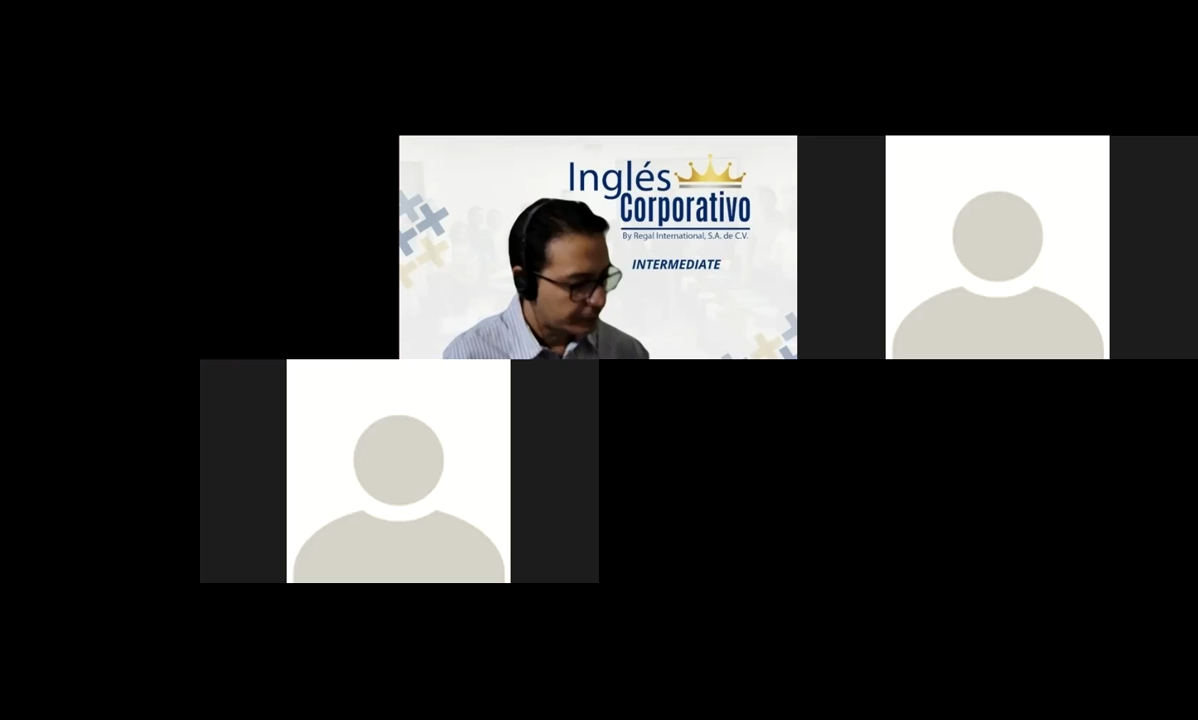 Inglés
Corporativo
By Regal International, S.A. de C.V.
INTERMEDIATE